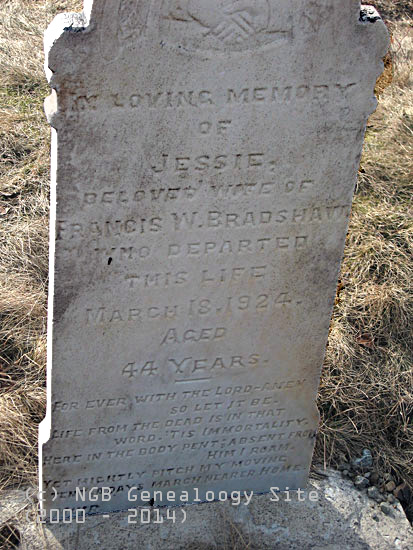 IN LOVING MEMORY
OF
JESSIE.
BELOVED WIFE OF
FRANCIS W. BRADSHAW
WHO DEPARTED
THIS LIFE
MARCH 18, 1924.
AGED
44 YEARS.
FOR EVER WITH THE LORD-AMEN
SO LET IT BE.
LIFE FROM THE DEAD IS IN THAT
WORD. 'TIS IMMORTALITY.
HERE IN THE BODY PENT; ABSENT FROM
HIM I ROAM.
YET NIGHTLY PITCH MY MOVING
DAYS MARCH NEARER HOME.
(c) NGB Genealoogy Site
(2000 - 2014)